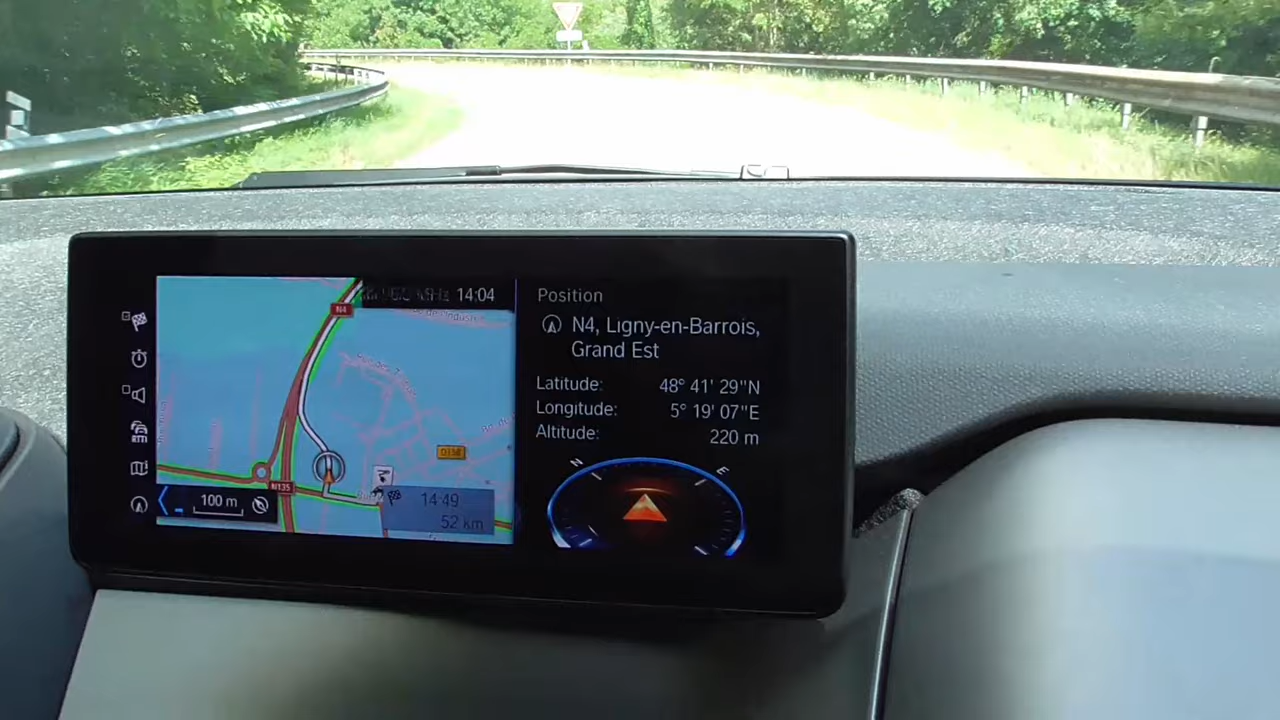 14:04
N4
Position
N4, Ligny-en-Barrois,
Grand Est
Latitude: 48° 41' 29"N
Longitude: 5° 19' 07"E
Altitude: 220 m
N
E
RTTI
N135
100 m
14:49
52 km